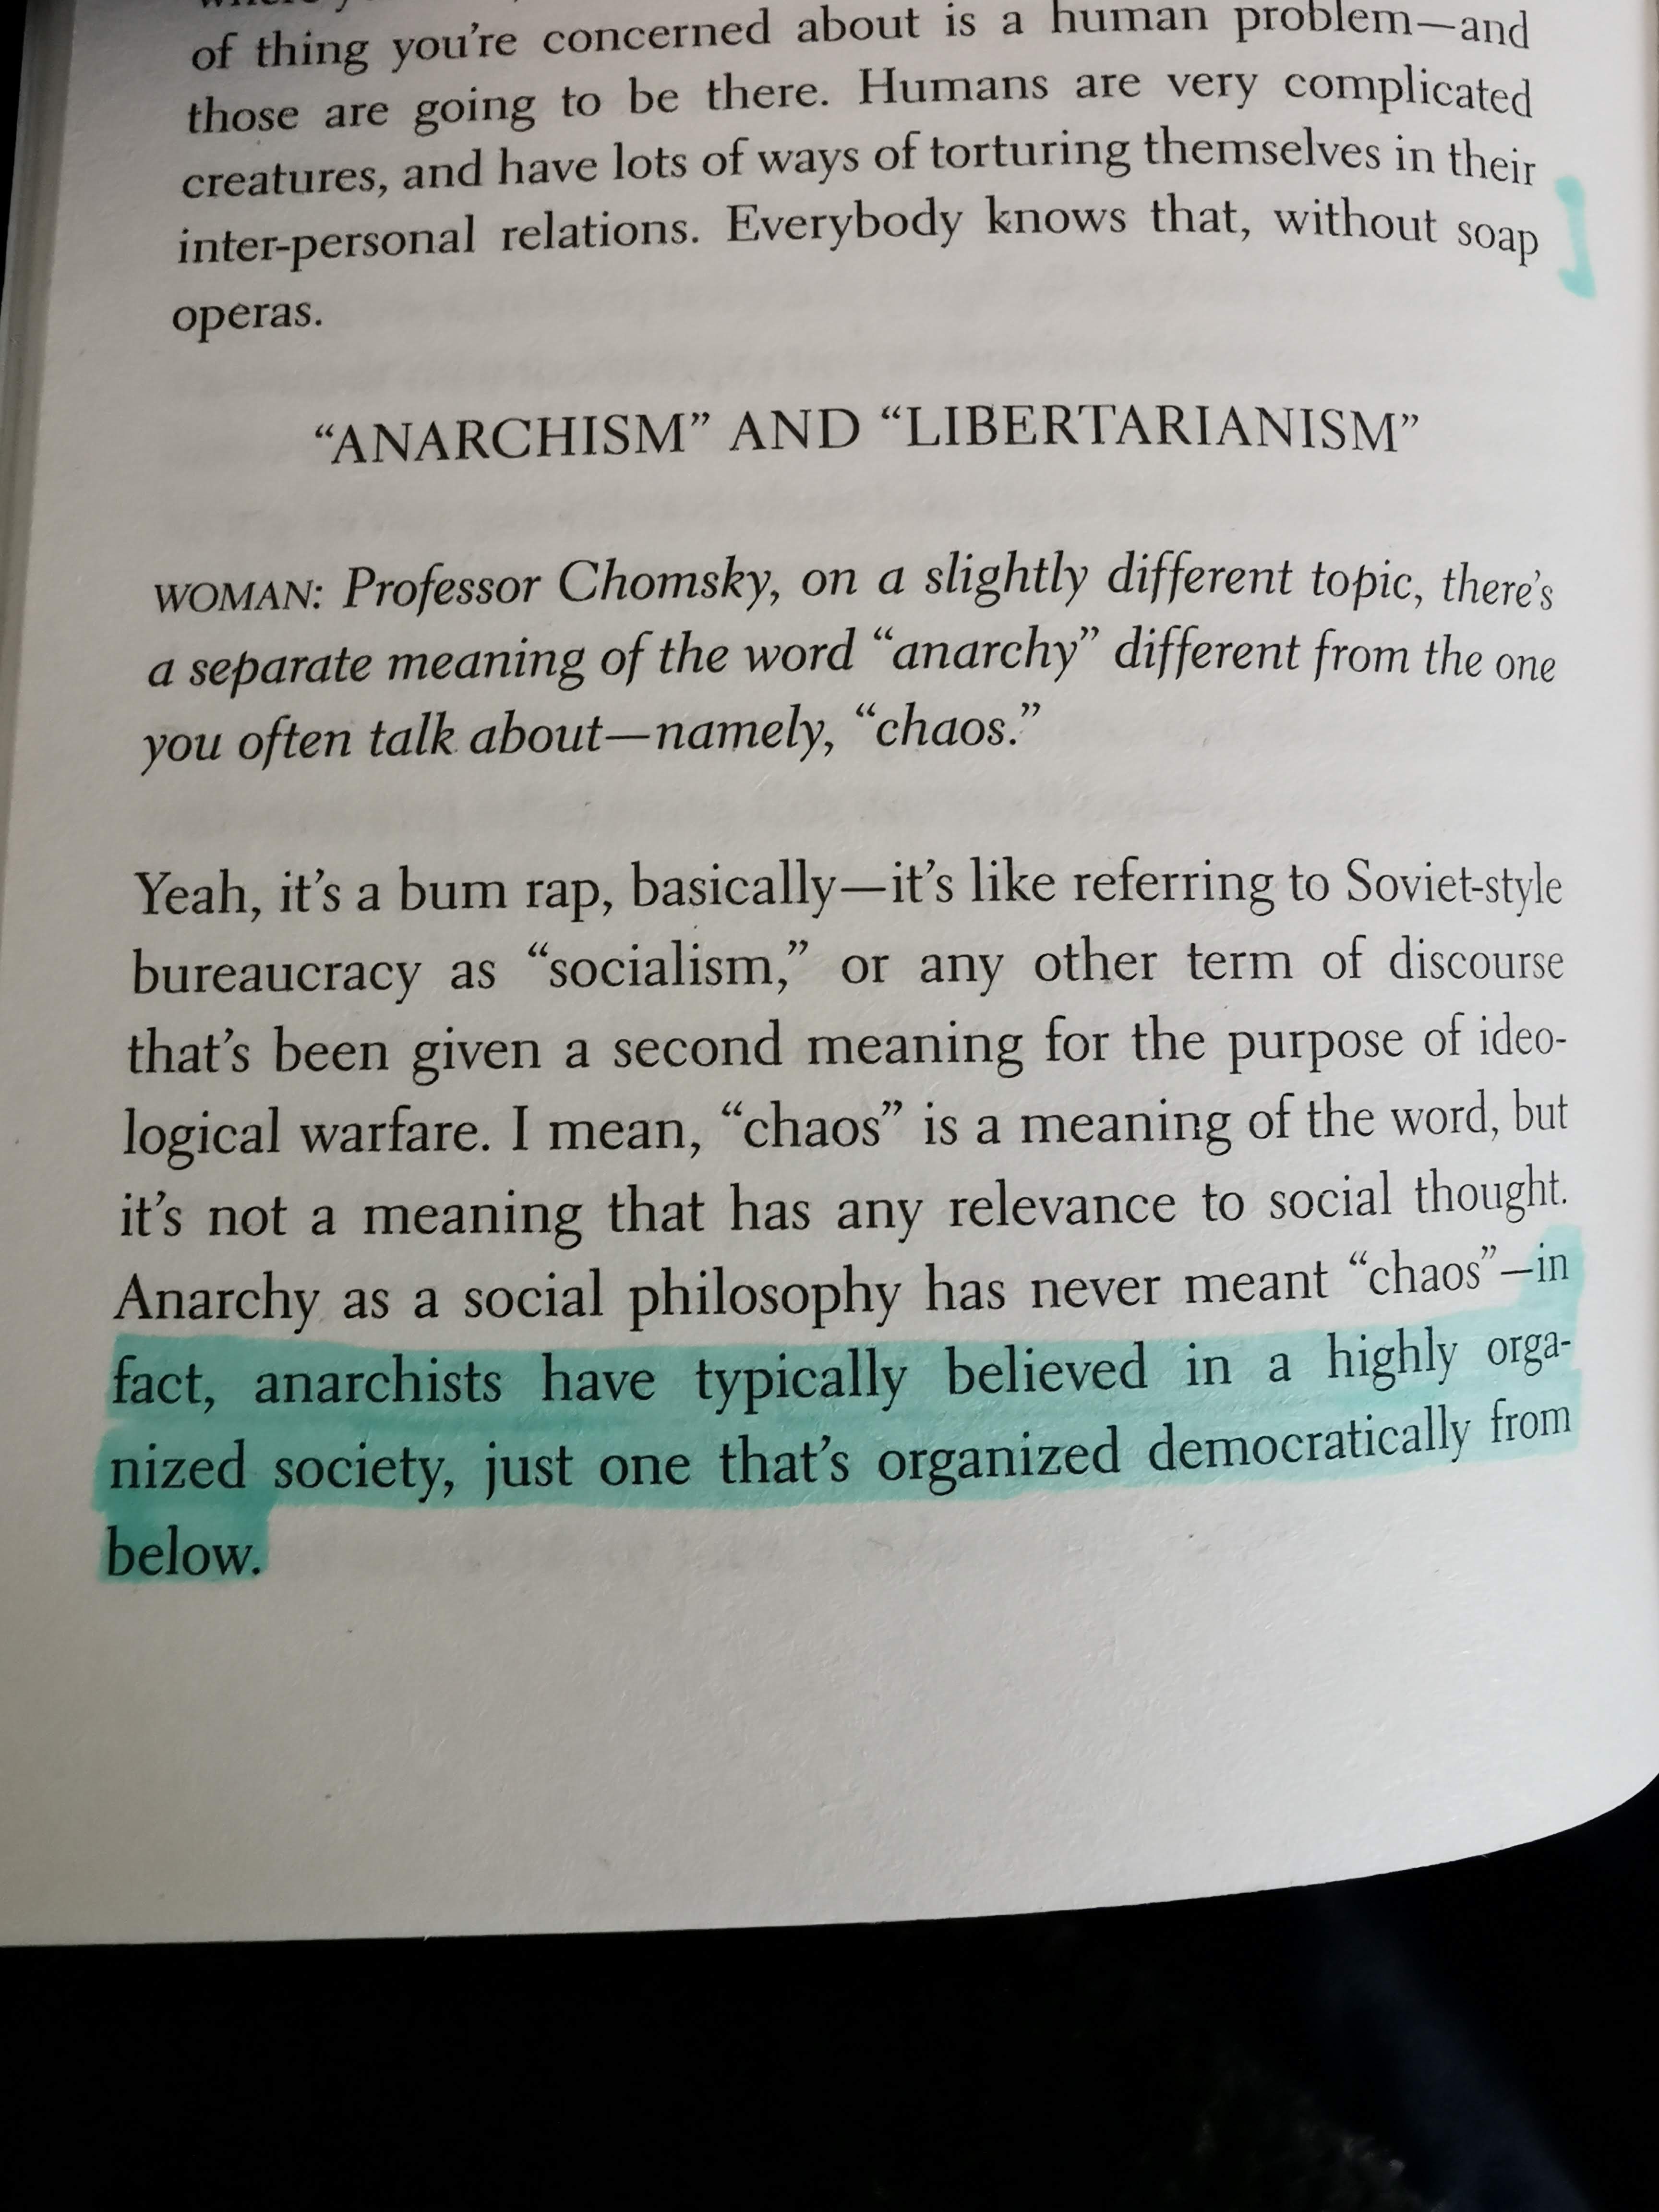 of thing you’re concerned about is a human problem—and
those are going to be there. Humans are very complicated
creatures, and have lots of ways of torturing themselves in their
inter-personal relations. Everybody knows that, without soap
operas.
“ANARCHISM” AND “LIBERTARIANISM”
WOMAN: Professor Chomsky, on a slightly different topic, there’s
a separate meaning of the word “anarchy” different from the one
you often talk about—namely, “chaos.”
Yeah, it’s a bum rap, basically—it’s like referring to Soviet-style
bureaucracy as “socialism,” or any other term of discourse
that’s been given a second meaning for the purpose of ideo-
logical warfare. I mean, “chaos” is a meaning of the word, but
it’s not a meaning that has any relevance to social thought.
Anarchy as a social philosophy has never meant “chaos”—in
fact, anarchists have typically believed in a highly orga-
nized society, just one that’s organized democratically from
below.